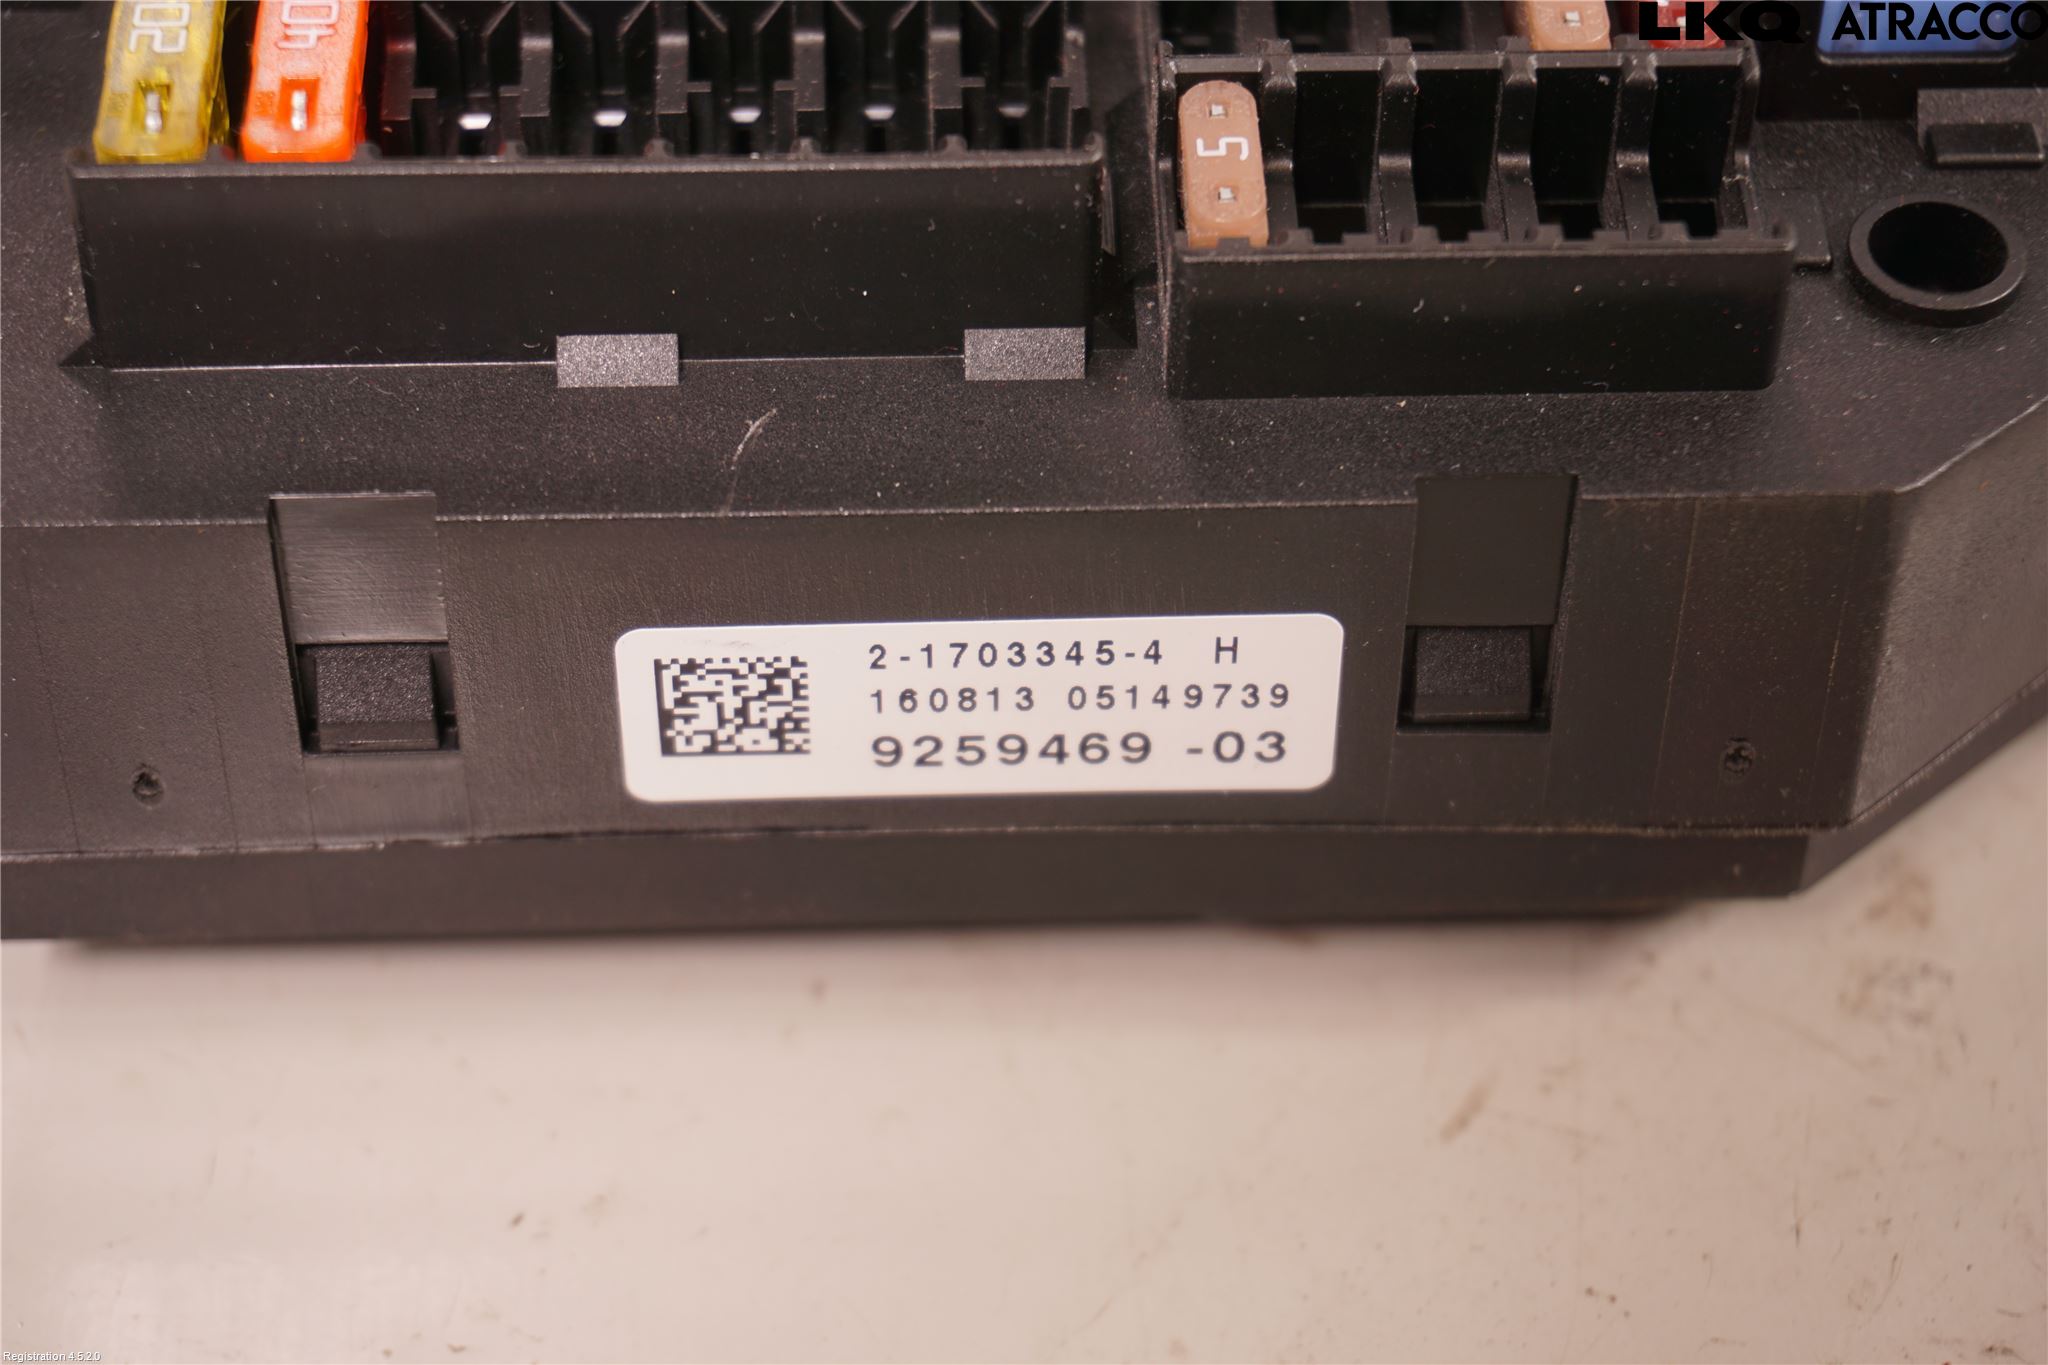 LKQ ATRACCO
20
40
5
2-1703345-4 H
160813 05149739
9259469 -03
Registration 4.5.2.0